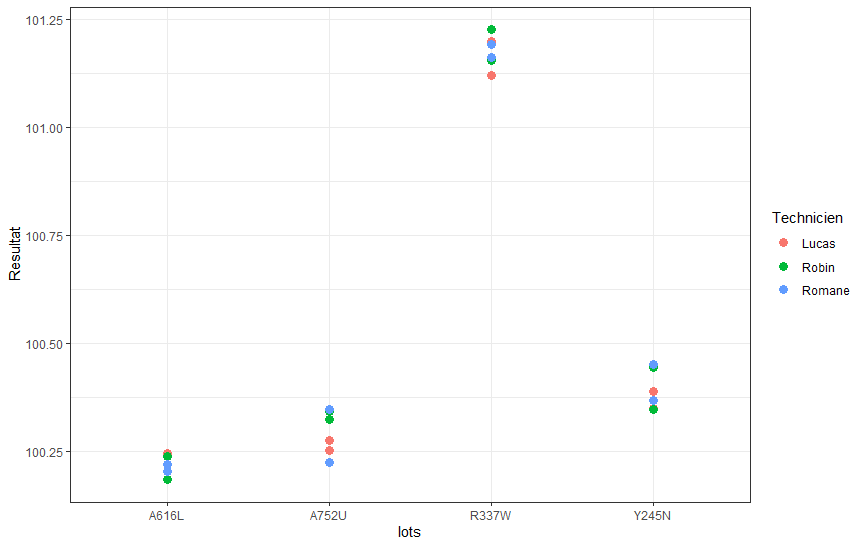 101.25
101.00
100.75
100.50
100.25
Resultat
A616L A752U R337W Y245N
lots
Technicien
Lucas
Robin
Romane